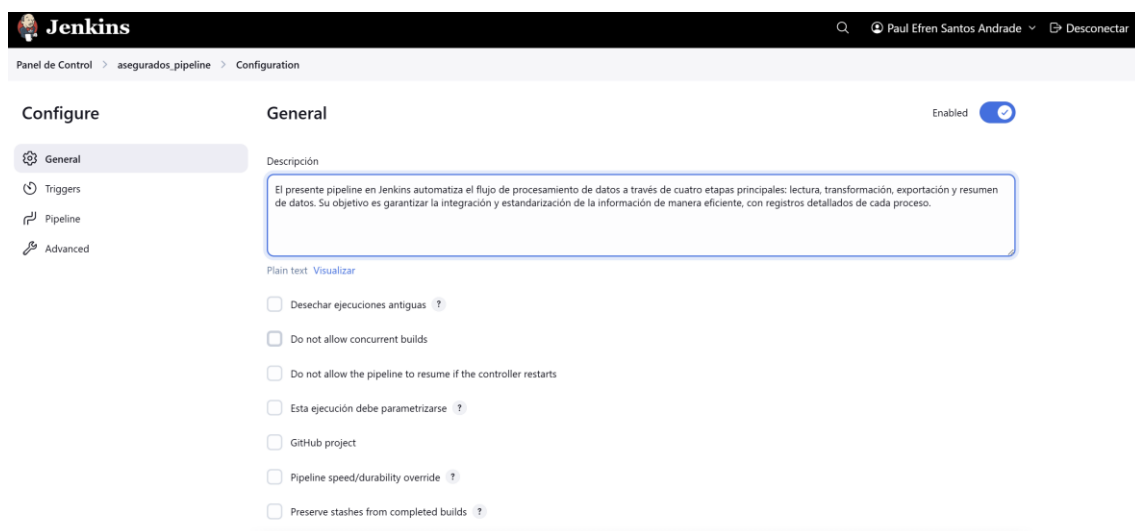 Jenkins
Paul Efren Santos Andrade
Desconectar
Panel de Control > asegurados_pipeline > Configuration
Configure
General
Triggers
Pipeline
Advanced
General
Enabled
Descripción
El presente pipeline en Jenkins automatiza el flujo de procesamiento de datos a través de cuatro etapas principales: lectura, transformación, exportación y resumen
de datos. Su objetivo es garantizar la integración y estandarización de la información de manera eficiente, con registros detallados de cada proceso.
Plain text Visualizar
Desechar ejecuciones antiguas ?
Do not allow concurrent builds
Do not allow the pipeline to resume if the controller restarts
Esta ejecución debe parametrizarse ?
GitHub project
Pipeline speed/durability override ?
Preserve stashes from completed builds ?